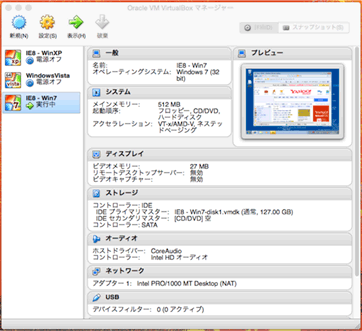 Oracle VM VirtualBox マネージャー
新規(N) 設定(S) 表示(H) 破棄
詳細(D) スナップショット(S)
IE8 - WinXP
電源オフ
WindowsVista
電源オフ
IE8 - Win7
実行中
一般
名前: IE8 - Win7
オペレーティングシステム: Windows 7 (32 bit)
システム
メインメモリー: 512 MB
起動順序: フロッピー, CD/DVD, ハードディスク
アクセラレーション: VT-x/AMD-V, ネステッドページング
プレビュー
ディスプレイ
ビデオメモリー: 27 MB
リモートデスクトップサーバー: 無効
ビデオキャプチャー: 無効
ストレージ
コントローラー: IDE
IDE プライマリマスター: IE8 - Win7-disk1.vmdk (通常, 127.00 GB)
IDE セカンダリマスター: [CD/DVD] 空
コントローラー: SATA
オーディオ
ホストドライバー: CoreAudio
コントローラー: Intel HD オーディオ
ネットワーク
アダプター 1: Intel PRO/1000 MT Desktop (NAT)
USB
デバイスフィルター: 0 (0 アクティブ)